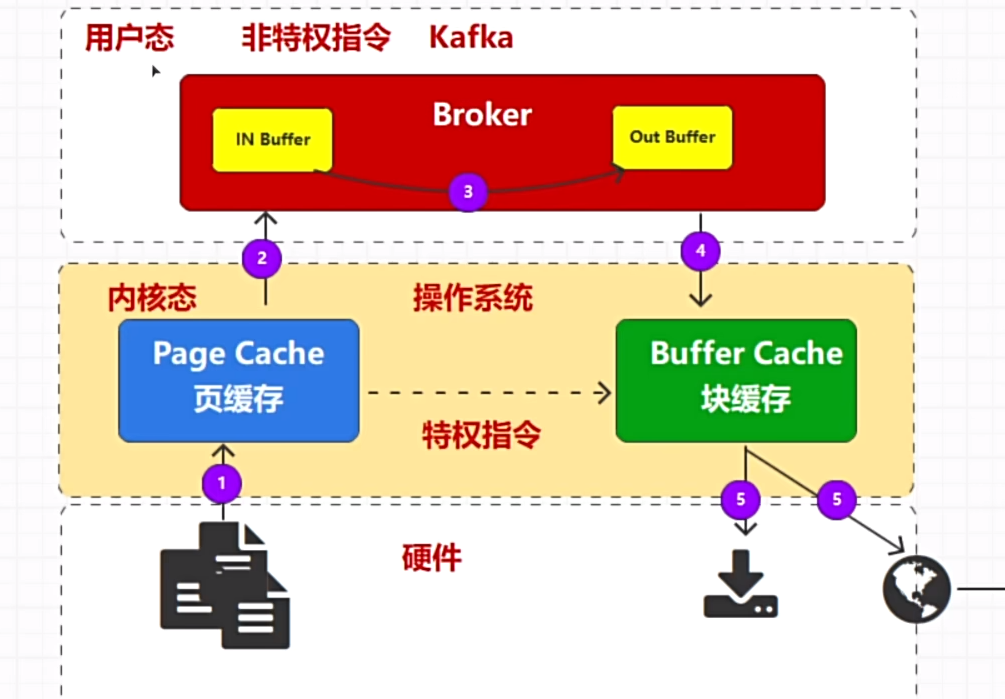 用户态 非特权指令 Kafka
Broker
IN Buffer
Out Buffer
3
2
4
内核态 操作系统
Page Cache
页缓存
Buffer Cache
块缓存
特权指令
1
5
5
硬件